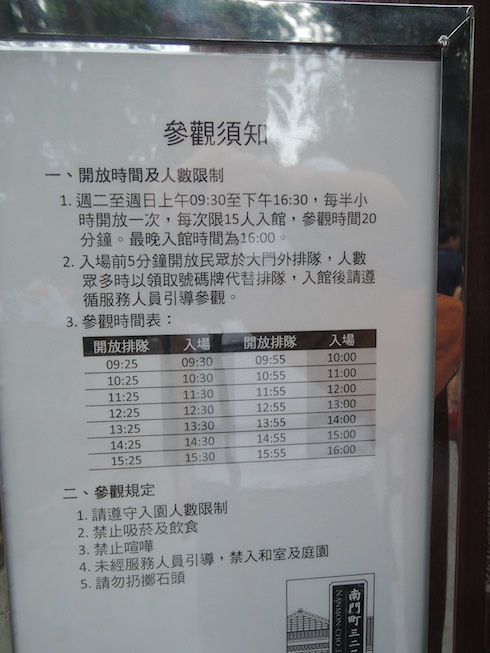 參觀須知
一、開放時間及人數限制
1. 週二至週日上午09:30至下午16:30，每半小
時開放一次，每次限15人入館，參觀時間20
分鐘。最晚入館時間為16:00。
2. 入場前5分鐘開放民眾於大門外排隊，人數
眾多時以領取號碼牌代替排隊，入館後請遵
循服務人員引導參觀。
3. 參觀時間表：
開放排隊 入場 開放排隊 入場
09:25 09:30 09:55 10:00
10:25 10:30 10:55 11:00
11:25 11:30 11:55 12:00
12:25 12:30 12:55 13:00
13:25 13:30 13:55 14:00
14:25 14:30 14:55 15:00
15:25 15:30 15:55 16:00
二、參觀規定
1. 請遵守入園人數限制
2. 禁止吸菸及飲食
3. 禁止喧嘩
4. 未經服務人員引導，禁入和室及庭園
5. 請勿扔擲石頭
南門町三二
NANMON-CHO